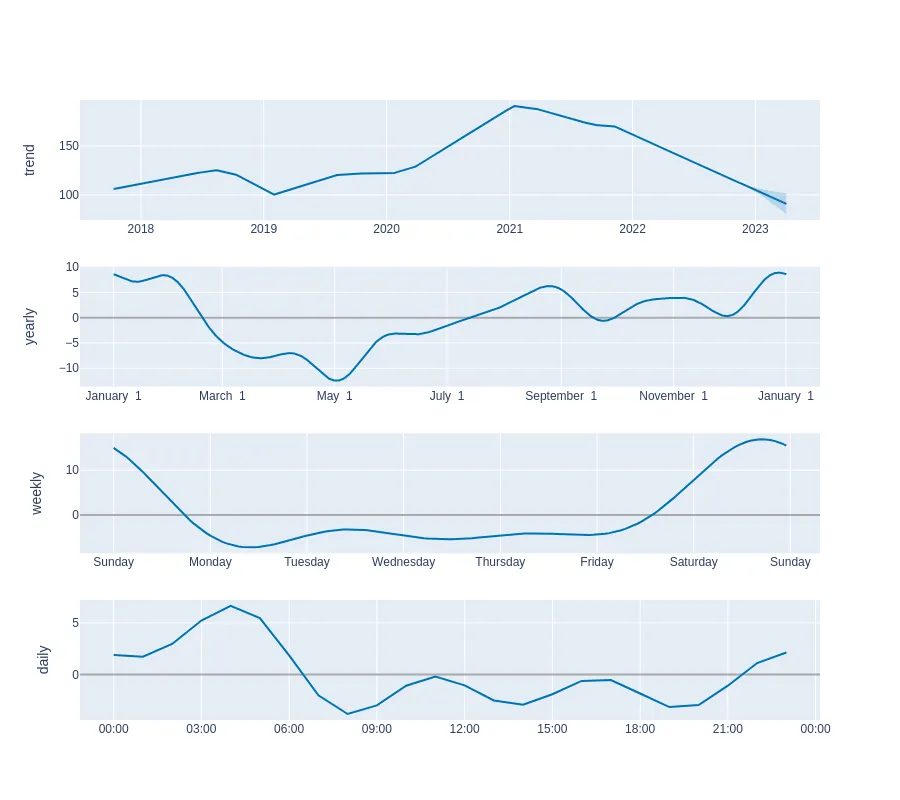 trend
150
100
2018 2019 2020 2021 2022 2023
yearly
10
5
0
−5
−10
January 1 March 1 May 1 July 1 September 1 November 1 January 1
weekly
10
0
Sunday Monday Tuesday Wednesday Thursday Friday Saturday Sunday
daily
5
0
00:00 03:00 06:00 09:00 12:00 15:00 18:00 21:00 00:00